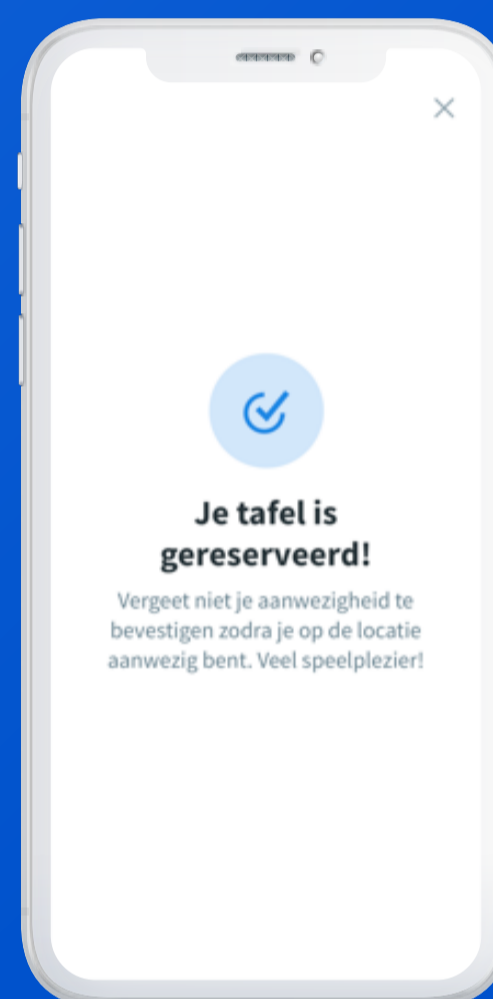 Je tafel is
gereserveerd!
Vergeet niet je aanwezigheid te
bevestigen zodra je op de locatie
aanwezig bent. Veel speelplezier!